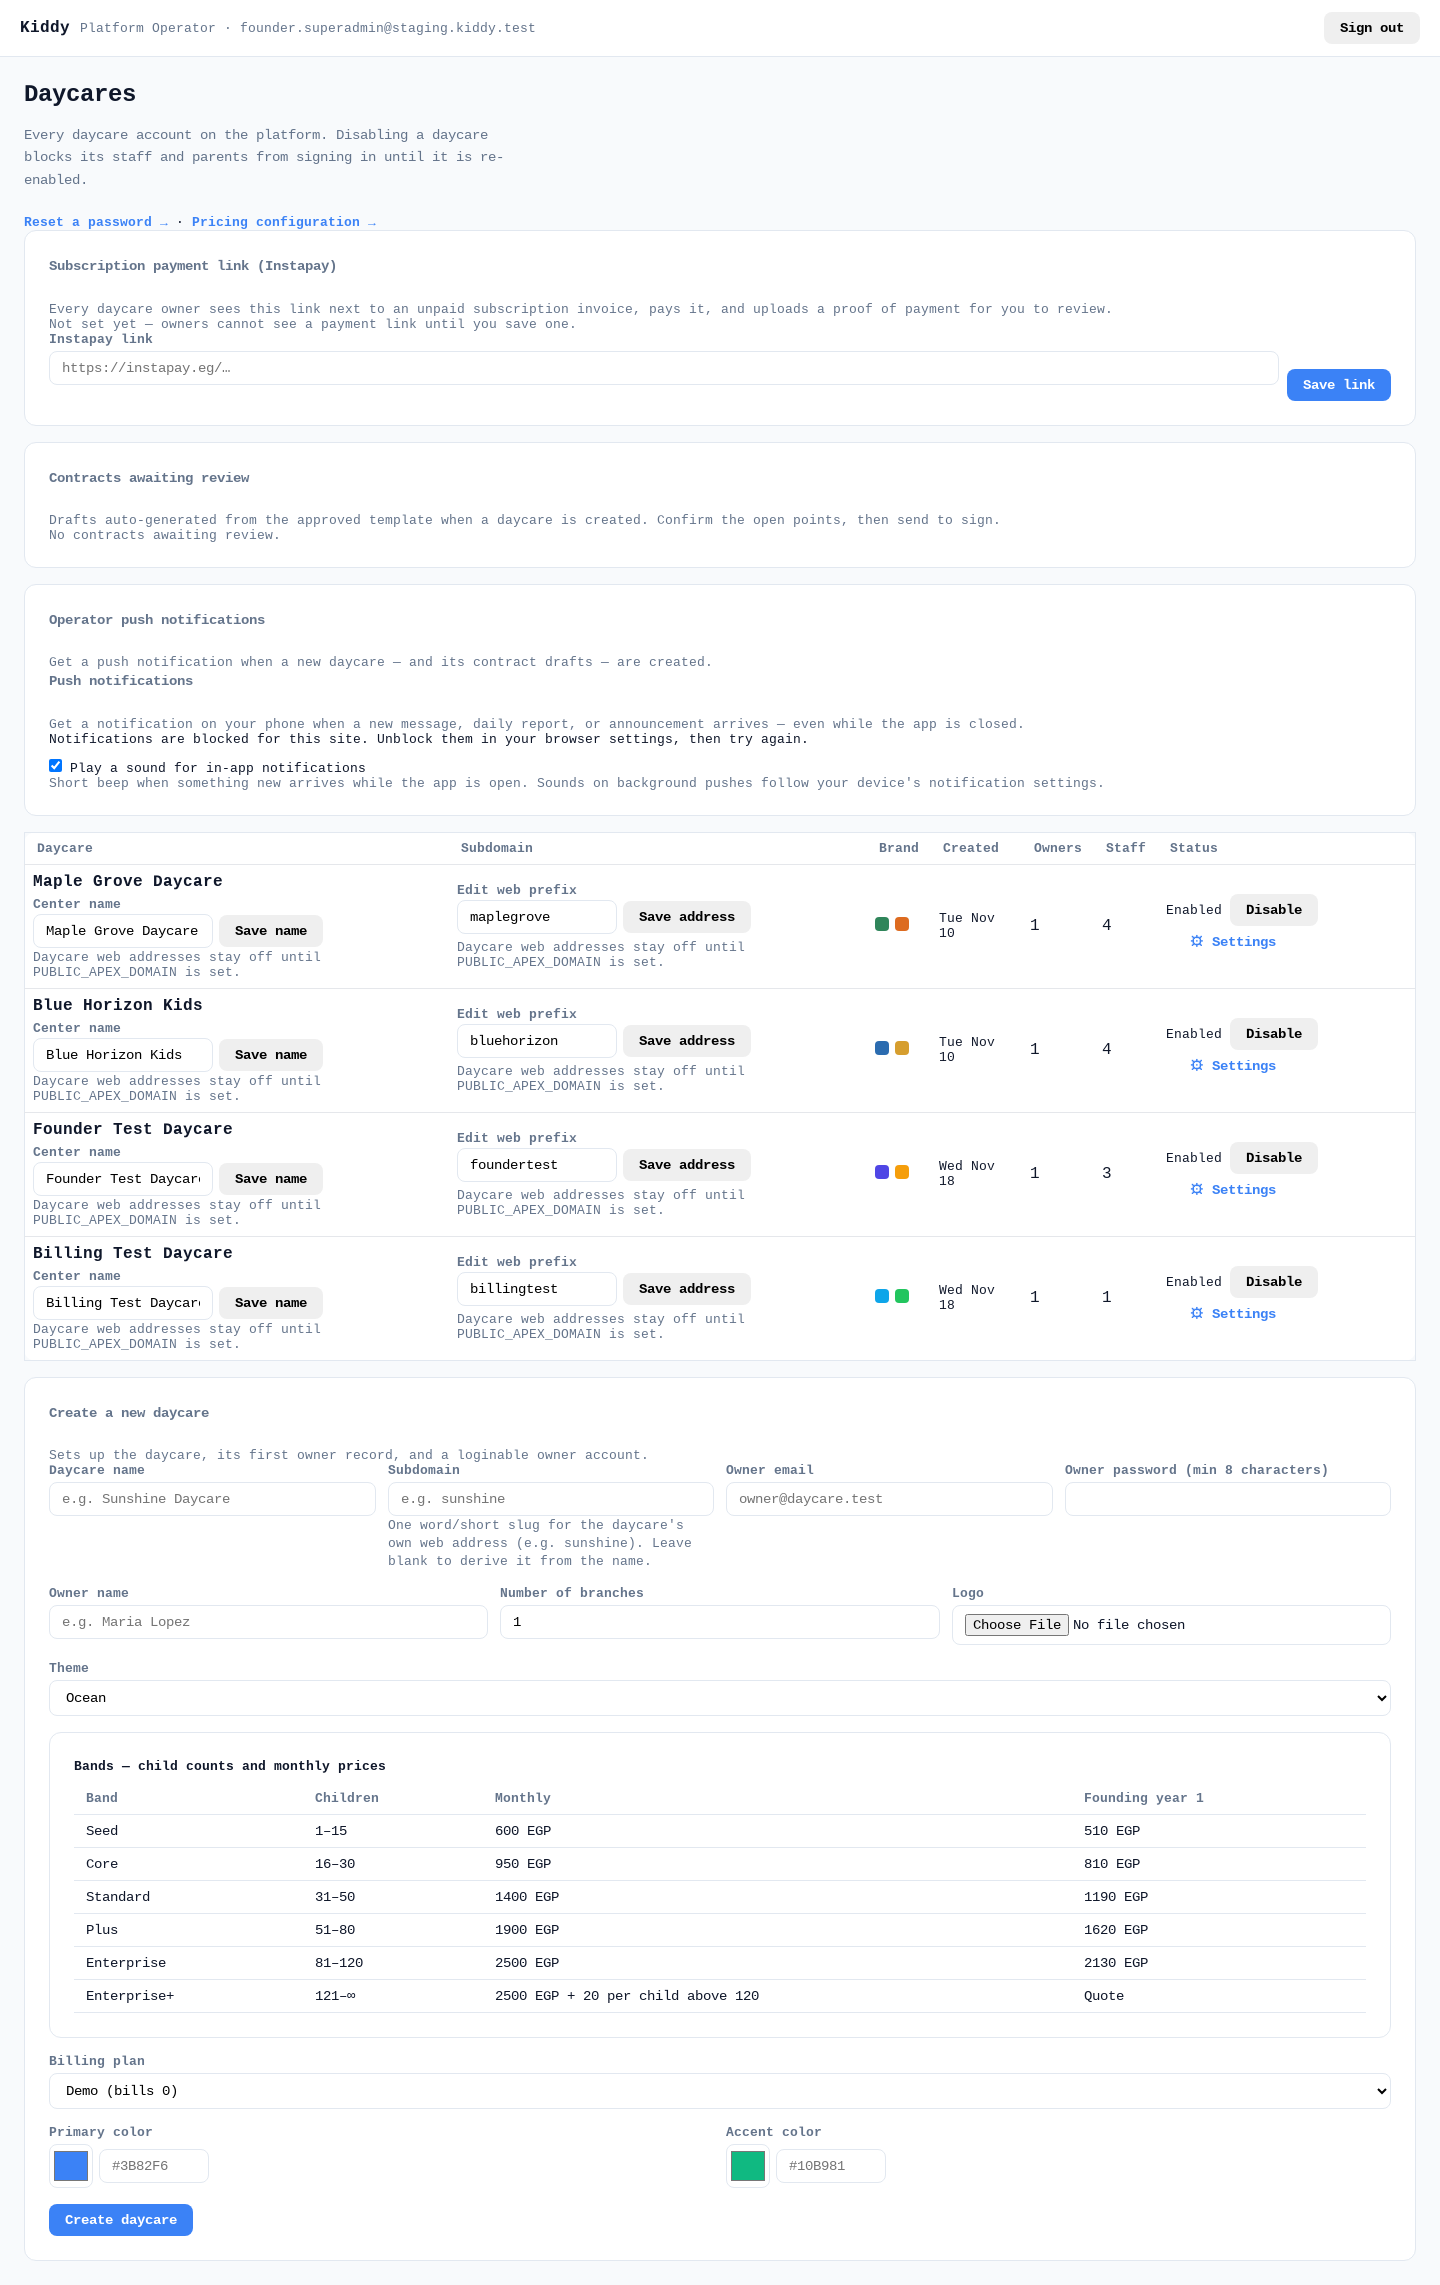 Kiddy Platform Operator · founder.superadmin@staging.kiddy.test
Sign out
Daycares
Every daycare account on the platform. Disabling a daycare
blocks its staff and parents from signing in until it is re-
enabled.
Reset a password → · Pricing configuration →
Subscription payment link (Instapay)
Every daycare owner sees this link next to an unpaid subscription invoice, pays it, and uploads a proof of payment for you to review.
Not set yet — owners cannot see a payment link until you save one.
Instapay link
https://instapay.eg/…
Save link
Contracts awaiting review
Drafts auto-generated from the approved template when a daycare is created. Confirm the open points, then send to sign.
No contracts awaiting review.
Operator push notifications
Get a push notification when a new daycare — and its contract drafts — are created.
Push notifications
Get a notification on your phone when a new message, daily report, or announcement arrives — even while the app is closed.
Notifications are blocked for this site. Unblock them in your browser settings, then try again.
Play a sound for in-app notifications
Short beep when something new arrives while the app is open. Sounds on background pushes follow your device's notification settings.
Daycare Subdomain Brand Created Owners Staff Status
Maple Grove Daycare
Center name
Maple Grove Daycare Save name
Daycare web addresses stay off until
PUBLIC_APEX_DOMAIN is set.
Edit web prefix
maplegrove Save address
Daycare web addresses stay off until
PUBLIC_APEX_DOMAIN is set.
Tue Nov
10
1
4
Enabled Disable
Settings
Blue Horizon Kids
Center name
Blue Horizon Kids Save name
Daycare web addresses stay off until
PUBLIC_APEX_DOMAIN is set.
Edit web prefix
bluehorizon Save address
Daycare web addresses stay off until
PUBLIC_APEX_DOMAIN is set.
Tue Nov
10
1
4
Enabled Disable
Settings
Founder Test Daycare
Center name
Founder Test Daycare Save name
Daycare web addresses stay off until
PUBLIC_APEX_DOMAIN is set.
Edit web prefix
foundertest Save address
Daycare web addresses stay off until
PUBLIC_APEX_DOMAIN is set.
Wed Nov
18
1
3
Enabled Disable
Settings
Billing Test Daycare
Center name
Billing Test Daycare Save name
Daycare web addresses stay off until
PUBLIC_APEX_DOMAIN is set.
Edit web prefix
billingtest Save address
Daycare web addresses stay off until
PUBLIC_APEX_DOMAIN is set.
Wed Nov
18
1
1
Enabled Disable
Settings
Create a new daycare
Sets up the daycare, its first owner record, and a loginable owner account.
Daycare name
e.g. Sunshine Daycare
Subdomain
e.g. sunshine
One word/short slug for the daycare's
own web address (e.g. sunshine). Leave
blank to derive it from the name.
Owner email
owner@daycare.test
Owner password (min 8 characters)
Owner name
e.g. Maria Lopez
Number of branches
1
Logo
Choose File No file chosen
Theme
Ocean
Bands — child counts and monthly prices
Band Children Monthly Founding year 1
Seed 1–15 600 EGP 510 EGP
Core 16–30 950 EGP 810 EGP
Standard 31–50 1400 EGP 1190 EGP
Plus 51–80 1900 EGP 1620 EGP
Enterprise 81–120 2500 EGP 2130 EGP
Enterprise+ 121–∞ 2500 EGP + 20 per child above 120 Quote
Billing plan
Demo (bills 0)
Primary color
#3B82F6
Accent color
#10B981
Create daycare